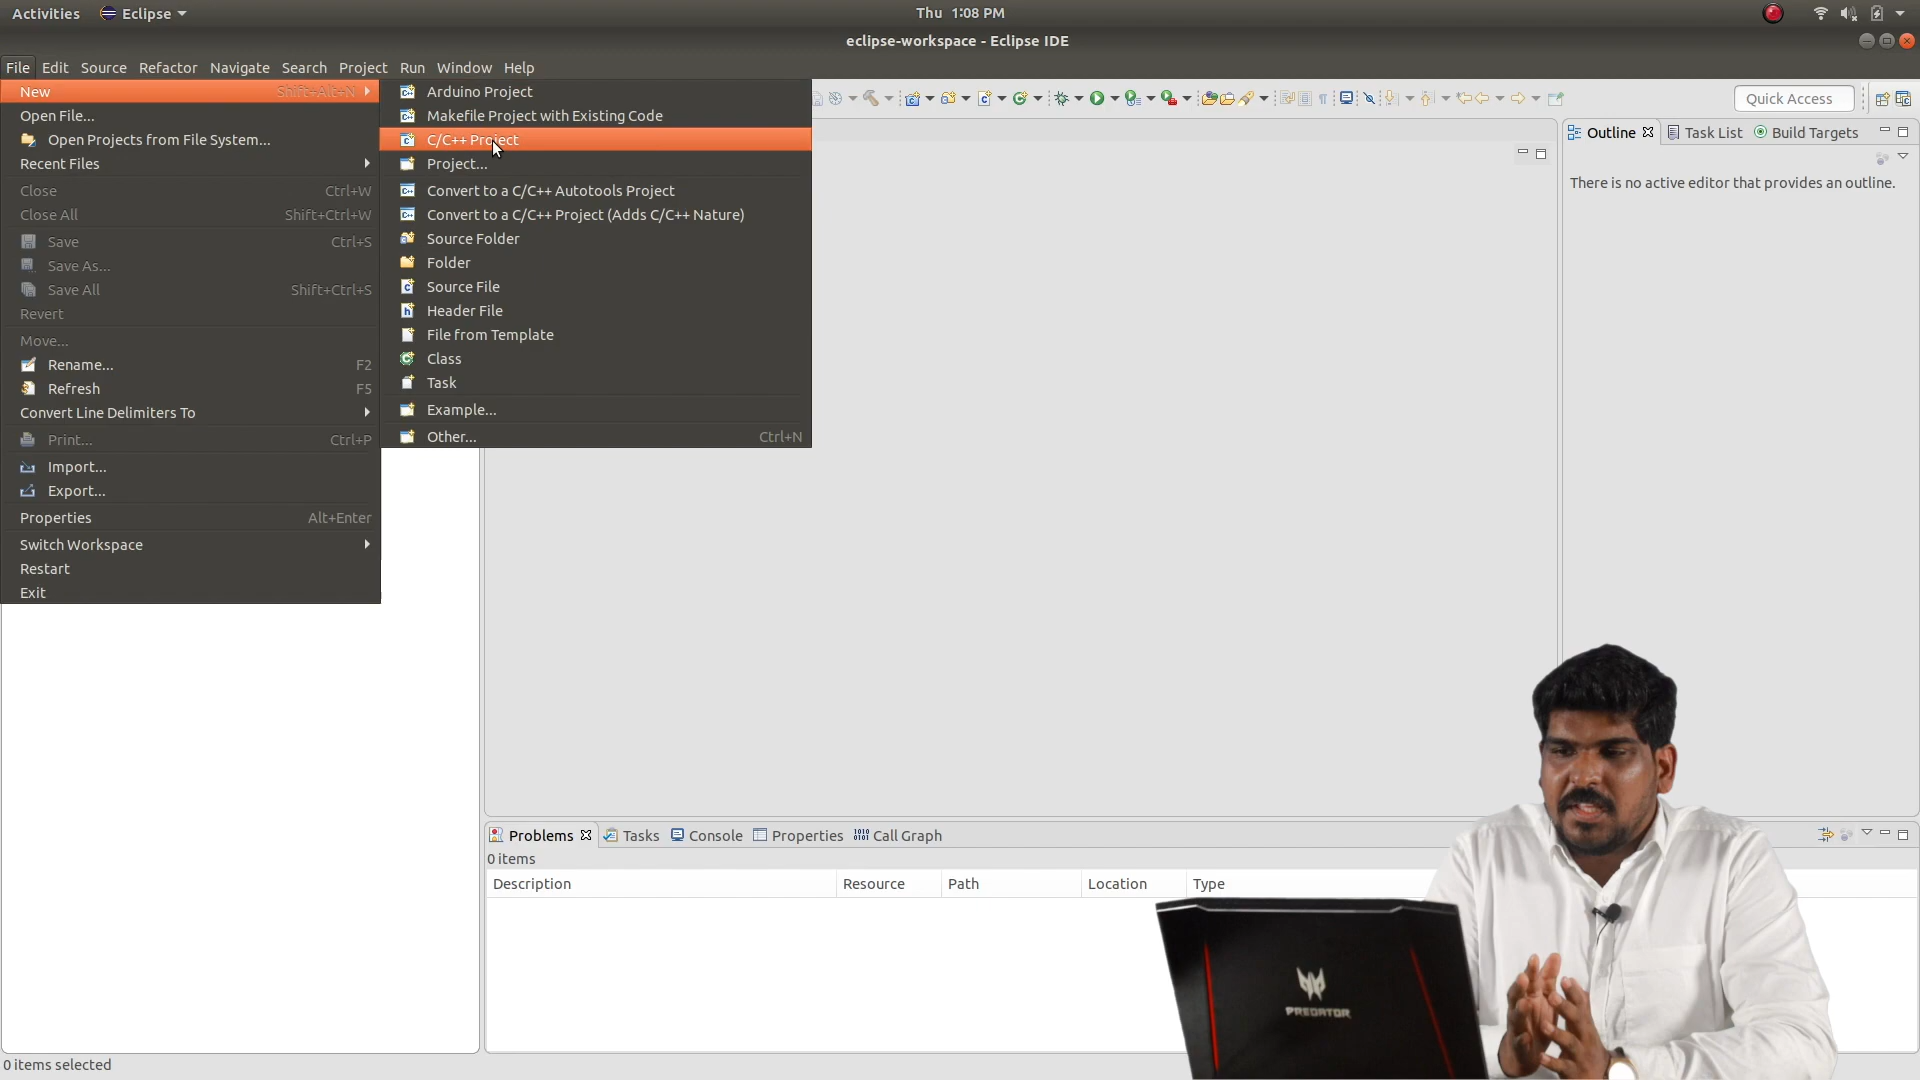 Activities Eclipse Thu 1:08 PM
eclipse-workspace - Eclipse IDE
File Edit Source Refactor Navigate Search Project Run Window Help
New Shift+Alt+N
Open File...
Open Projects from File System...
Recent Files
Close Ctrl+W
Close All Shift+Ctrl+W
Save Ctrl+S
Save As...
Save All Shift+Ctrl+S
Revert
Move...
Rename... F2
Refresh F5
Convert Line Delimiters To
Print... Ctrl+P
Import...
Export...
Properties Alt+Enter
Switch Workspace
Restart
Exit
Arduino Project
Makefile Project with Existing Code
C/C++ Project
Project...
Convert to a C/C++ Autotools Project
Convert to a C/C++ Project (Adds C/C++ Nature)
Source Folder
Folder
Source File
Header File
File from Template
Class
Task
Example...
Other... Ctrl+N
Quick Access
Outline Task List Build Targets
There is no active editor that provides an outline.
Problems Tasks Console Properties Call Graph
0 items
Description Resource Path Location Type
PREDATOR
0 items selected